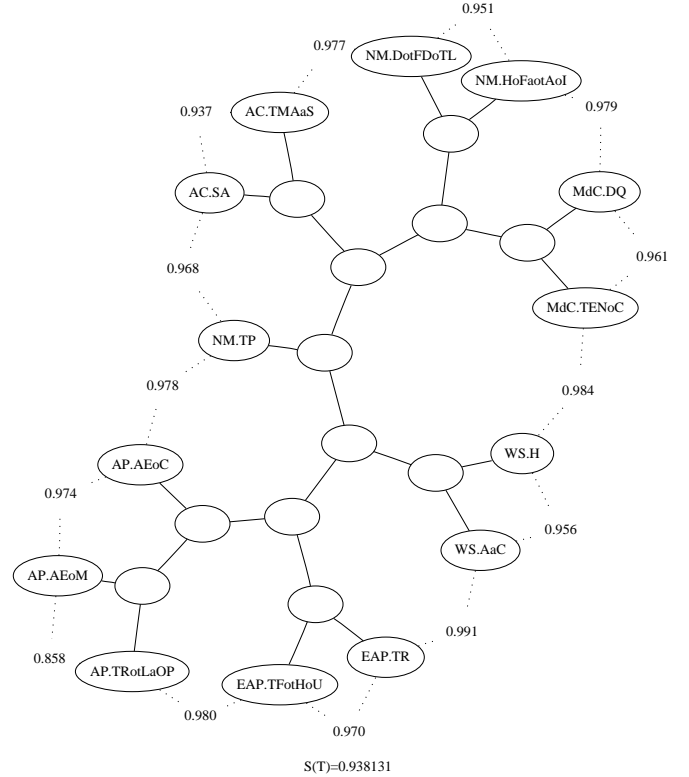 0.951
0.977
NM.DotFDoTL
NM.HoFaotAoI
0.937
AC.TMAaS
0.979
AC.SA
MdC.DQ
0.968
0.961
MdC.TENoC
NM.TP
0.978
0.984
AP.AEoC
WS.H
0.974
0.956
WS.AaC
AP.AEoM
0.991
0.858
AP.TRotLaOP
EAP.TR
EAP.TFotHoU
0.980
0.970
S(T)=0.938131